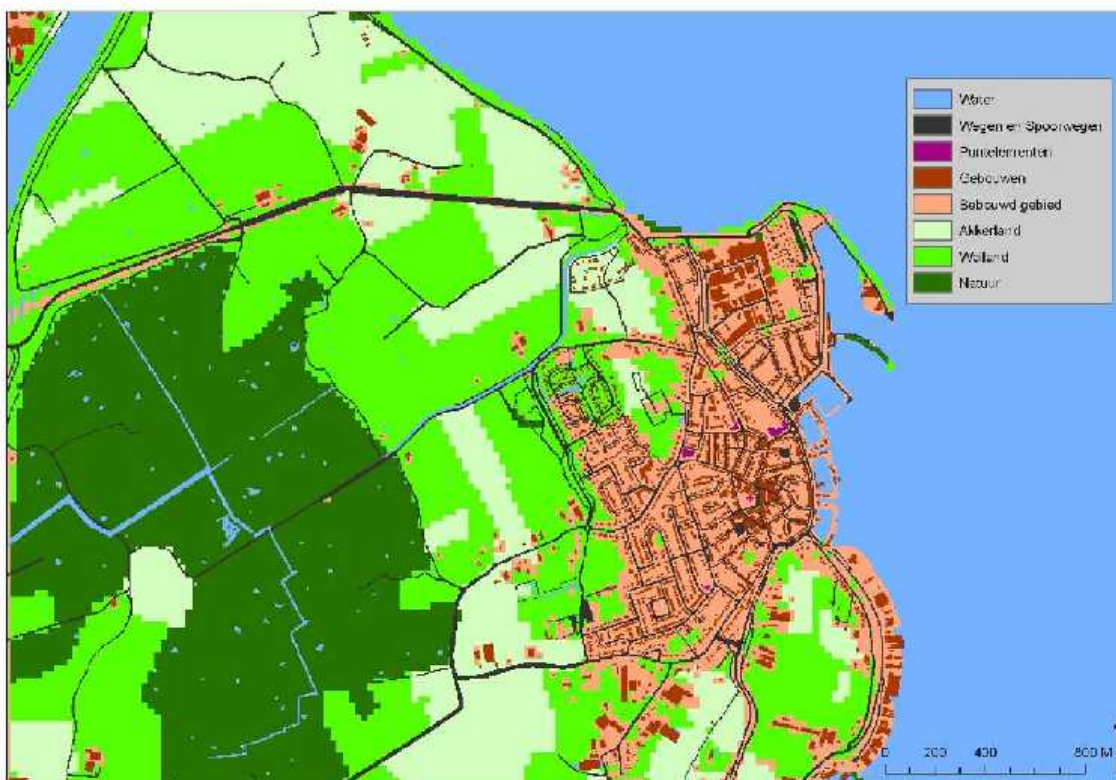 Water
Wegen en Spoorwegen
Puntelementen
Gebouwen
Bebouwd gebied
Akkerland
Weiland
Natuur
0 200 400 800 M